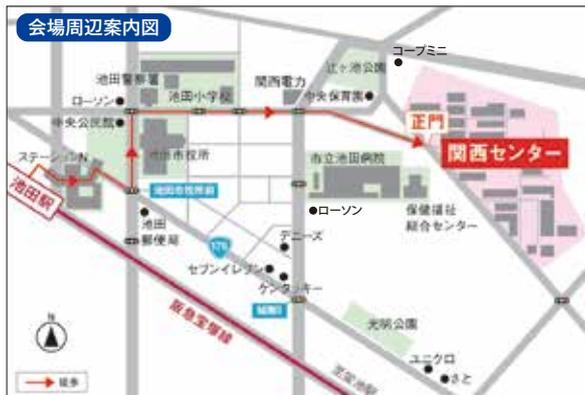 会場周辺案内図
コープミニ
辻ヶ池公園
池田警察署
関西電力
ローソン
池田小学校
中央保育園
中央公民館
正門
関西センター
ステーションN
池田市役所
市立池田病院
池田市役所前
池田駅
ローソン
保健福祉
総合センター
池田
郵便局
デニーズ
176
セブンイレブン
ケンタッキー
阪急宝塚線
光明公園
N
ユニクロ
さと
至宝池駅
徒歩